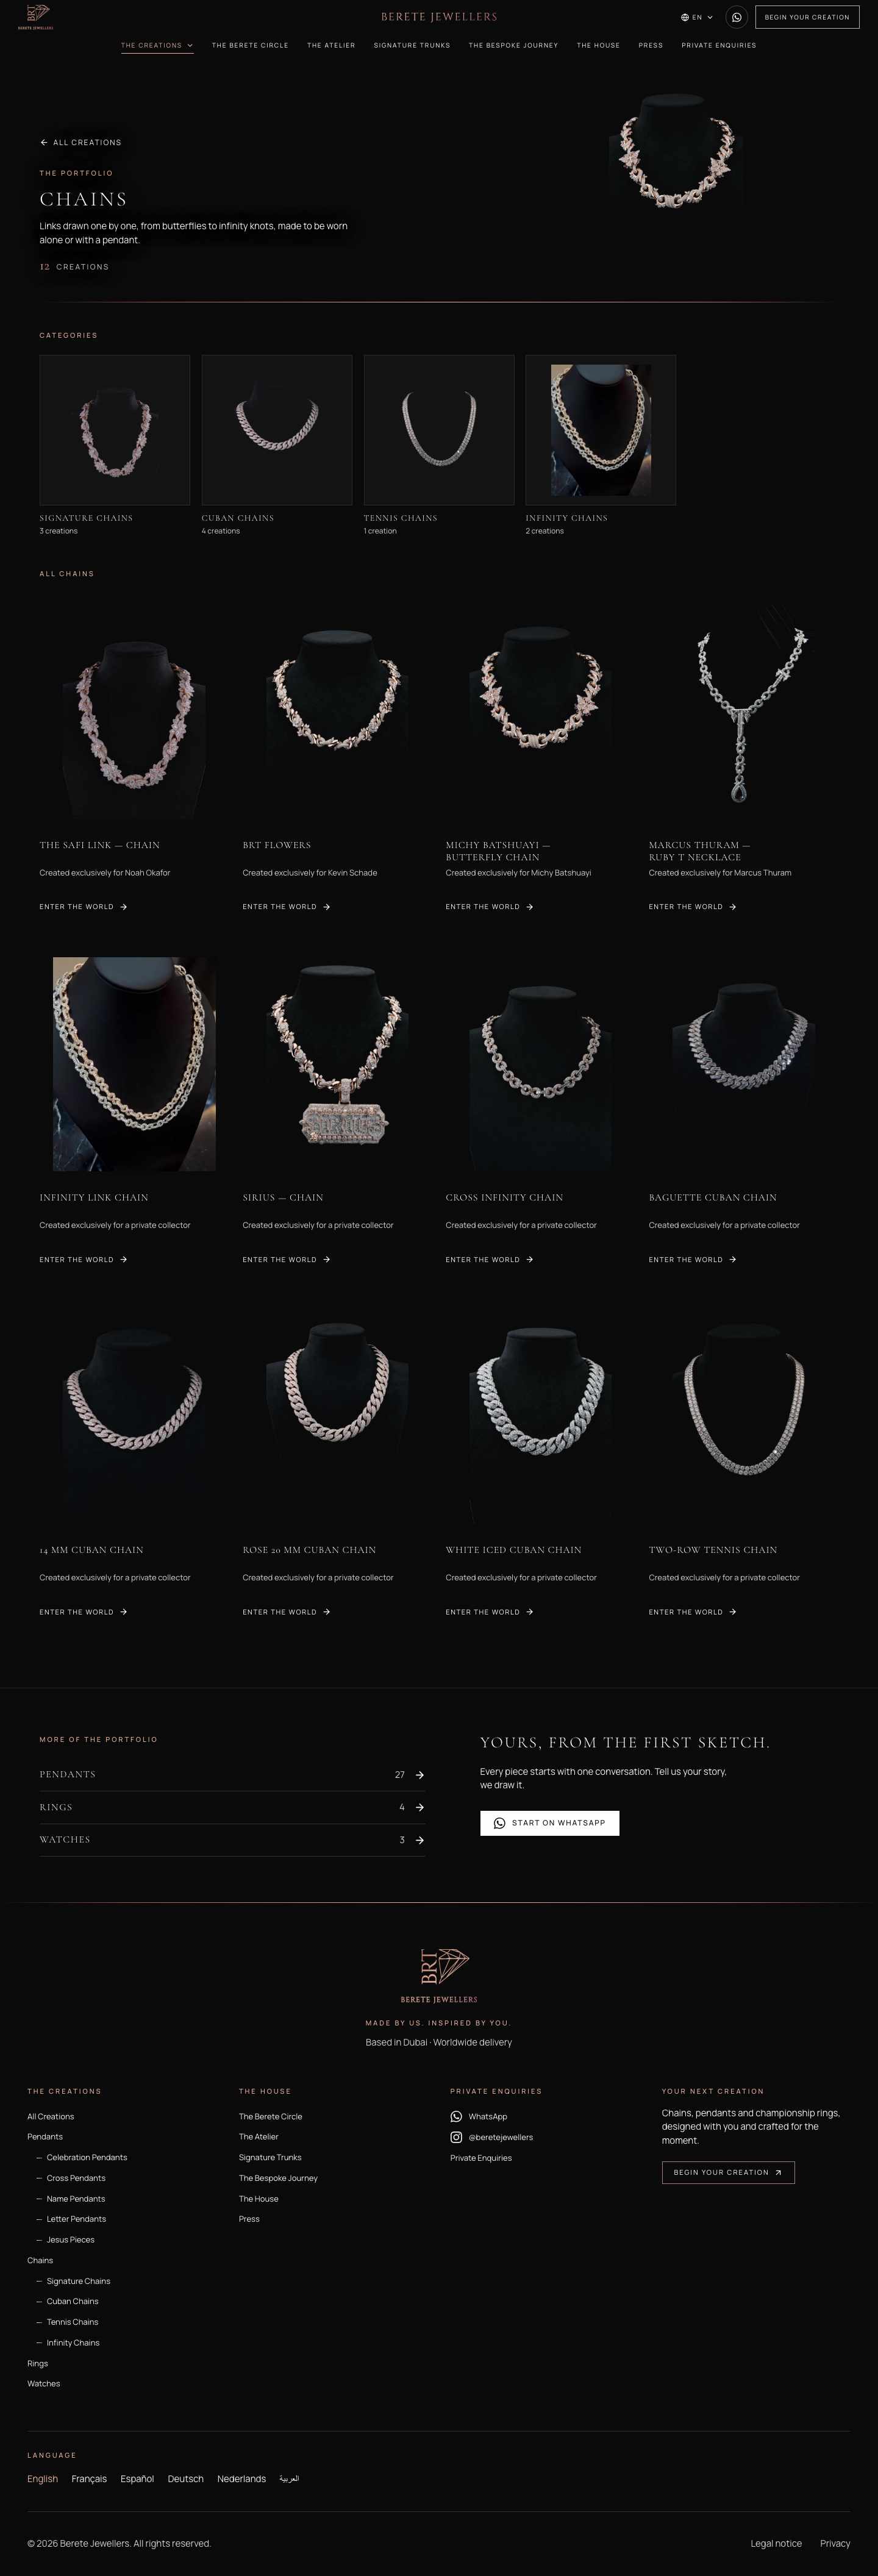 BRT
BERETE JEWELLERS
BERETE JEWELLERS
EN
BEGIN YOUR CREATION
THE CREATIONS
THE BERETE CIRCLE
THE ATELIER
SIGNATURE TRUNKS
THE BESPOKE JOURNEY
THE HOUSE
PRESS
PRIVATE ENQUIRIES
ALL CREATIONS
THE PORTFOLIO
CHAINS
Links drawn one by one, from butterflies to infinity knots, made to be worn
alone or with a pendant.
12 CREATIONS
CATEGORIES
SIGNATURE CHAINS
3 creations
CUBAN CHAINS
4 creations
TENNIS CHAINS
1 creation
INFINITY CHAINS
2 creations
ALL CHAINS
THE SAFI LINK — CHAIN
Created exclusively for Noah Okafor
ENTER THE WORLD
BRT FLOWERS
Created exclusively for Kevin Schade
ENTER THE WORLD
MICHY BATSHUAYI —
BUTTERFLY CHAIN
Created exclusively for Michy Batshuayi
ENTER THE WORLD
MARCUS THURAM —
RUBY T NECKLACE
Created exclusively for Marcus Thuram
ENTER THE WORLD
INFINITY LINK CHAIN
Created exclusively for a private collector
ENTER THE WORLD
SIRIUS
SIRIUS — CHAIN
Created exclusively for a private collector
ENTER THE WORLD
CROSS INFINITY CHAIN
Created exclusively for a private collector
ENTER THE WORLD
BAGUETTE CUBAN CHAIN
Created exclusively for a private collector
ENTER THE WORLD
14 MM CUBAN CHAIN
Created exclusively for a private collector
ENTER THE WORLD
ROSE 20 MM CUBAN CHAIN
Created exclusively for a private collector
ENTER THE WORLD
WHITE ICED CUBAN CHAIN
Created exclusively for a private collector
ENTER THE WORLD
TWO-ROW TENNIS CHAIN
Created exclusively for a private collector
ENTER THE WORLD
MORE OF THE PORTFOLIO
PENDANTS 27
RINGS 4
WATCHES 3
YOURS, FROM THE FIRST SKETCH.
Every piece starts with one conversation. Tell us your story,
we draw it.
START ON WHATSAPP
BRT
BERETE JEWELLERS
MADE BY US. INSPIRED BY YOU.
Based in Dubai · Worldwide delivery
THE CREATIONS
All Creations
Pendants
— Celebration Pendants
— Cross Pendants
— Name Pendants
— Letter Pendants
— Jesus Pieces
Chains
— Signature Chains
— Cuban Chains
— Tennis Chains
— Infinity Chains
Rings
Watches
THE HOUSE
The Berete Circle
The Atelier
Signature Trunks
The Bespoke Journey
The House
Press
PRIVATE ENQUIRIES
WhatsApp
@beretejewellers
Private Enquiries
YOUR NEXT CREATION
Chains, pendants and championship rings,
designed with you and crafted for the
moment.
BEGIN YOUR CREATION
LANGUAGE
English Français Español Deutsch Nederlands العربية
© 2026 Berete Jewellers. All rights reserved.
Legal notice
Privacy